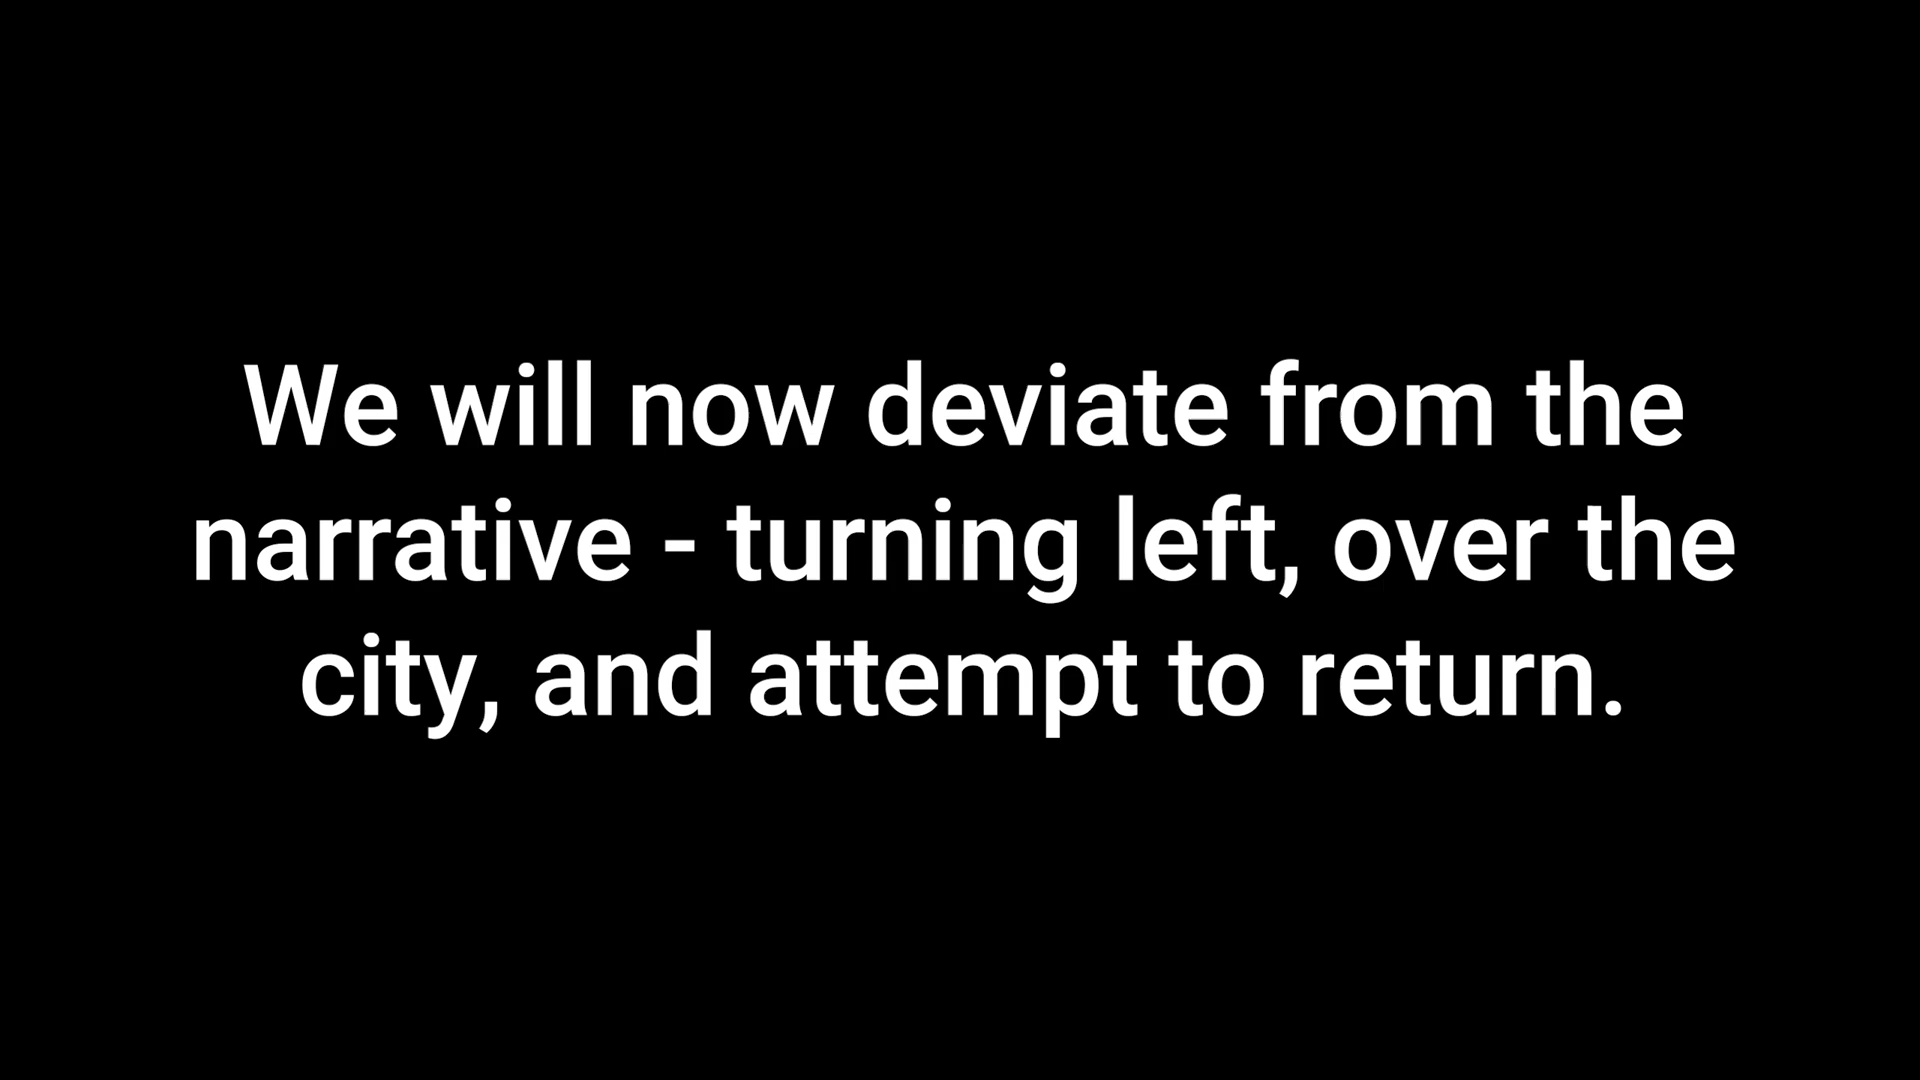 We will now deviate from the
narrative - turning left, over the
city, and attempt to return.